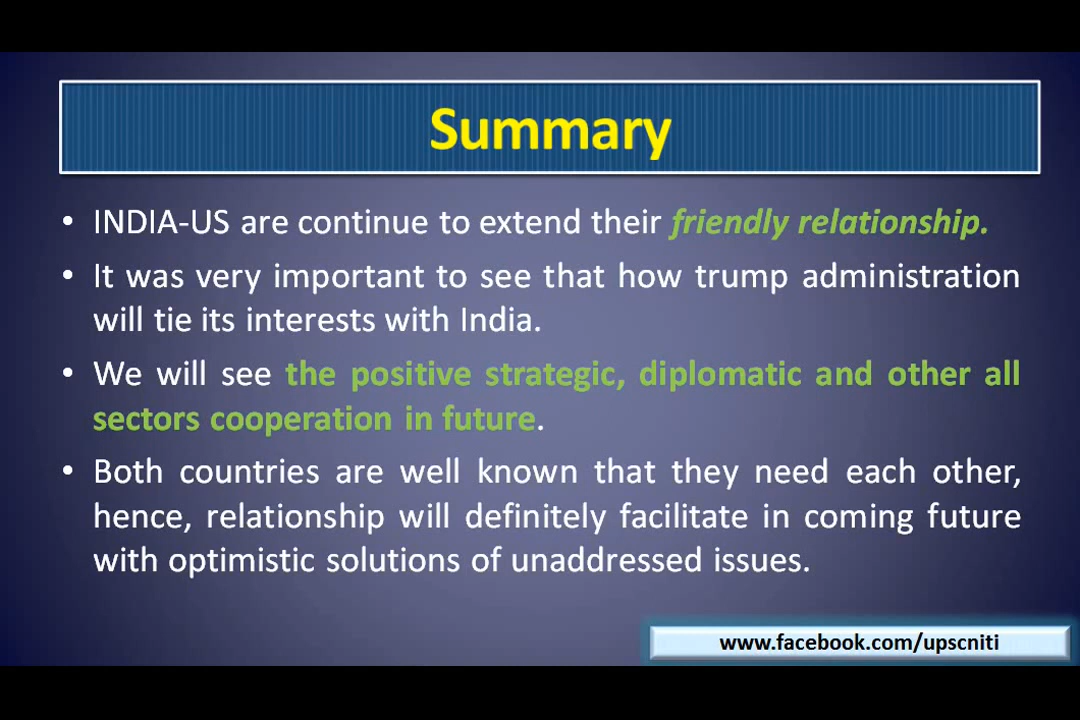 Summary
• INDIA-US are continue to extend their friendly relationship.
• It was very important to see that how trump administration
will tie its interests with India.
• We will see the positive strategic, diplomatic and other all
sectors cooperation in future.
• Both countries are well known that they need each other,
hence, relationship will definitely facilitate in coming future
with optimistic solutions of unaddressed issues.
www.facebook.com/upscniti